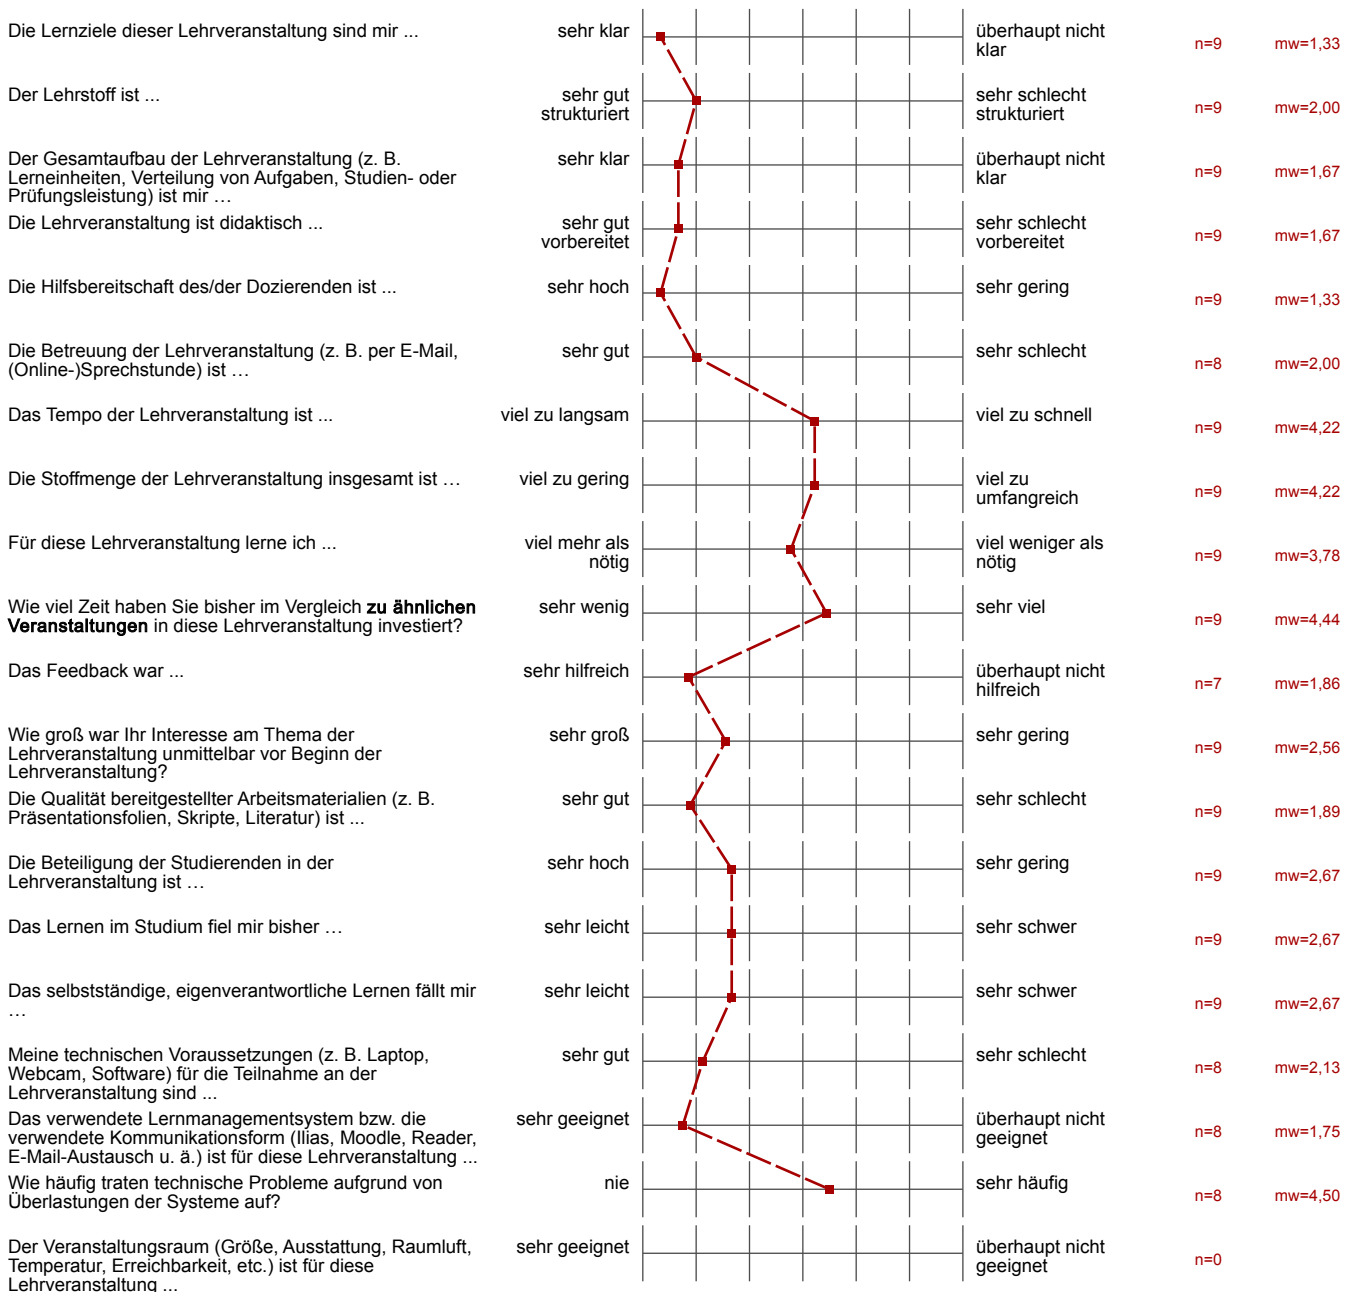 Die Lernziele dieser Lehrveranstaltung sind mir ... sehr klar überhaupt nicht
klar n=9 mw=1,33
Der Lehrstoff ist ... sehr gut
strukturiert sehr schlecht
strukturiert n=9 mw=2,00
Der Gesamtaufbau der Lehrveranstaltung (z. B.
Lerneinheiten, Verteilung von Aufgaben, Studien- oder
Prüfungsleistung) ist mir … sehr klar überhaupt nicht
klar n=9 mw=1,67
Die Lehrveranstaltung ist didaktisch ... sehr gut
vorbereitet sehr schlecht
vorbereitet n=9 mw=1,67
Die Hilfsbereitschaft des/der Dozierenden ist ... sehr hoch sehr gering n=9 mw=1,33
Die Betreuung der Lehrveranstaltung (z. B. per E-Mail,
(Online-)Sprechstunde) ist … sehr gut sehr schlecht n=8 mw=2,00
Das Tempo der Lehrveranstaltung ist ... viel zu langsam viel zu schnell n=9 mw=4,22
Die Stoffmenge der Lehrveranstaltung insgesamt ist … viel zu gering viel zu
umfangreich n=9 mw=4,22
Für diese Lehrveranstaltung lerne ich ... viel mehr als
nötig viel weniger als
nötig n=9 mw=3,78
Wie viel Zeit haben Sie bisher im Vergleich zu ähnlichen
Veranstaltungen in diese Lehrveranstaltung investiert? sehr wenig sehr viel n=9 mw=4,44
Das Feedback war ... sehr hilfreich überhaupt nicht
hilfreich n=7 mw=1,86
Wie groß war Ihr Interesse am Thema der
Lehrveranstaltung unmittelbar vor Beginn der
Lehrveranstaltung? sehr groß sehr gering n=9 mw=2,56
Die Qualität bereitgestellter Arbeitsmaterialien (z. B.
Präsentationsfolien, Skripte, Literatur) ist ... sehr gut sehr schlecht n=9 mw=1,89
Die Beteiligung der Studierenden in der
Lehrveranstaltung ist … sehr hoch sehr gering n=9 mw=2,67
Das Lernen im Studium fiel mir bisher … sehr leicht sehr schwer n=9 mw=2,67
Das selbstständige, eigenverantwortliche Lernen fällt mir
… sehr leicht sehr schwer n=9 mw=2,67
Meine technischen Voraussetzungen (z. B. Laptop,
Webcam, Software) für die Teilnahme an der
Lehrveranstaltung sind ... sehr gut sehr schlecht n=8 mw=2,13
Das verwendete Lernmanagementsystem bzw. die
verwendete Kommunikationsform (Ilias, Moodle, Reader,
E-Mail-Austausch u. ä.) ist für diese Lehrveranstaltung ... sehr geeignet überhaupt nicht
geeignet n=8 mw=1,75
Wie häufig traten technische Probleme aufgrund von
Überlastungen der Systeme auf? nie sehr häufig n=8 mw=4,50
Der Veranstaltungsraum (Größe, Ausstattung, Raumluft,
Temperatur, Erreichbarkeit, etc.) ist für diese
Lehrveranstaltung ... sehr geeignet überhaupt nicht
geeignet n=0